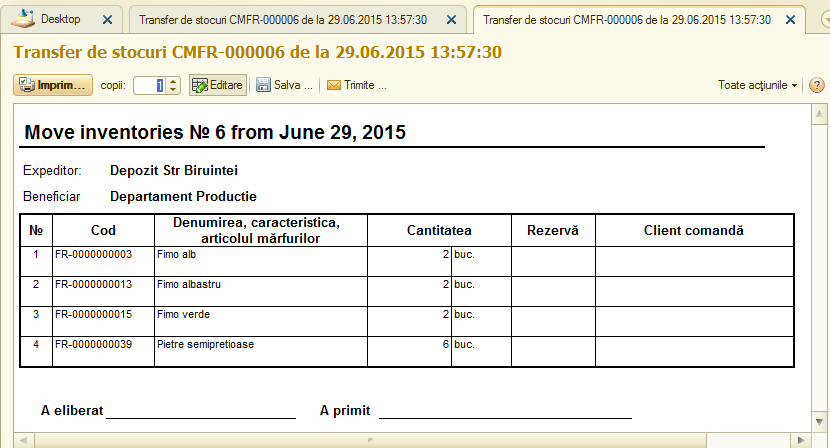 Desktop
Transfer de stocuri CMFR-000006 de la 29.06.2015 13:57:30
Transfer de stocuri CMFR-000006 de la 29.06.2015 13:57:30
Transfer de stocuri CMFR-000006 de la 29.06.2015 13:57:30
Imprim... copii: 1 Editare Salva ... Trimite ... Toate acțiunile ?
Move inventories № 6 from June 29, 2015
Expeditor: Depozit Str Biruintei
Beneficiar Departament Productie
№ Cod Denumirea, caracteristica, articolul mărfurilor Cantitatea Rezervă Client comandă
1 FR-0000000003 Fimo alb 2 buc.
2 FR-0000000013 Fimo albastru 2 buc.
3 FR-0000000015 Fimo verde 2 buc.
4 FR-0000000039 Pietre semipretioase 6 buc.
A eliberat A primit